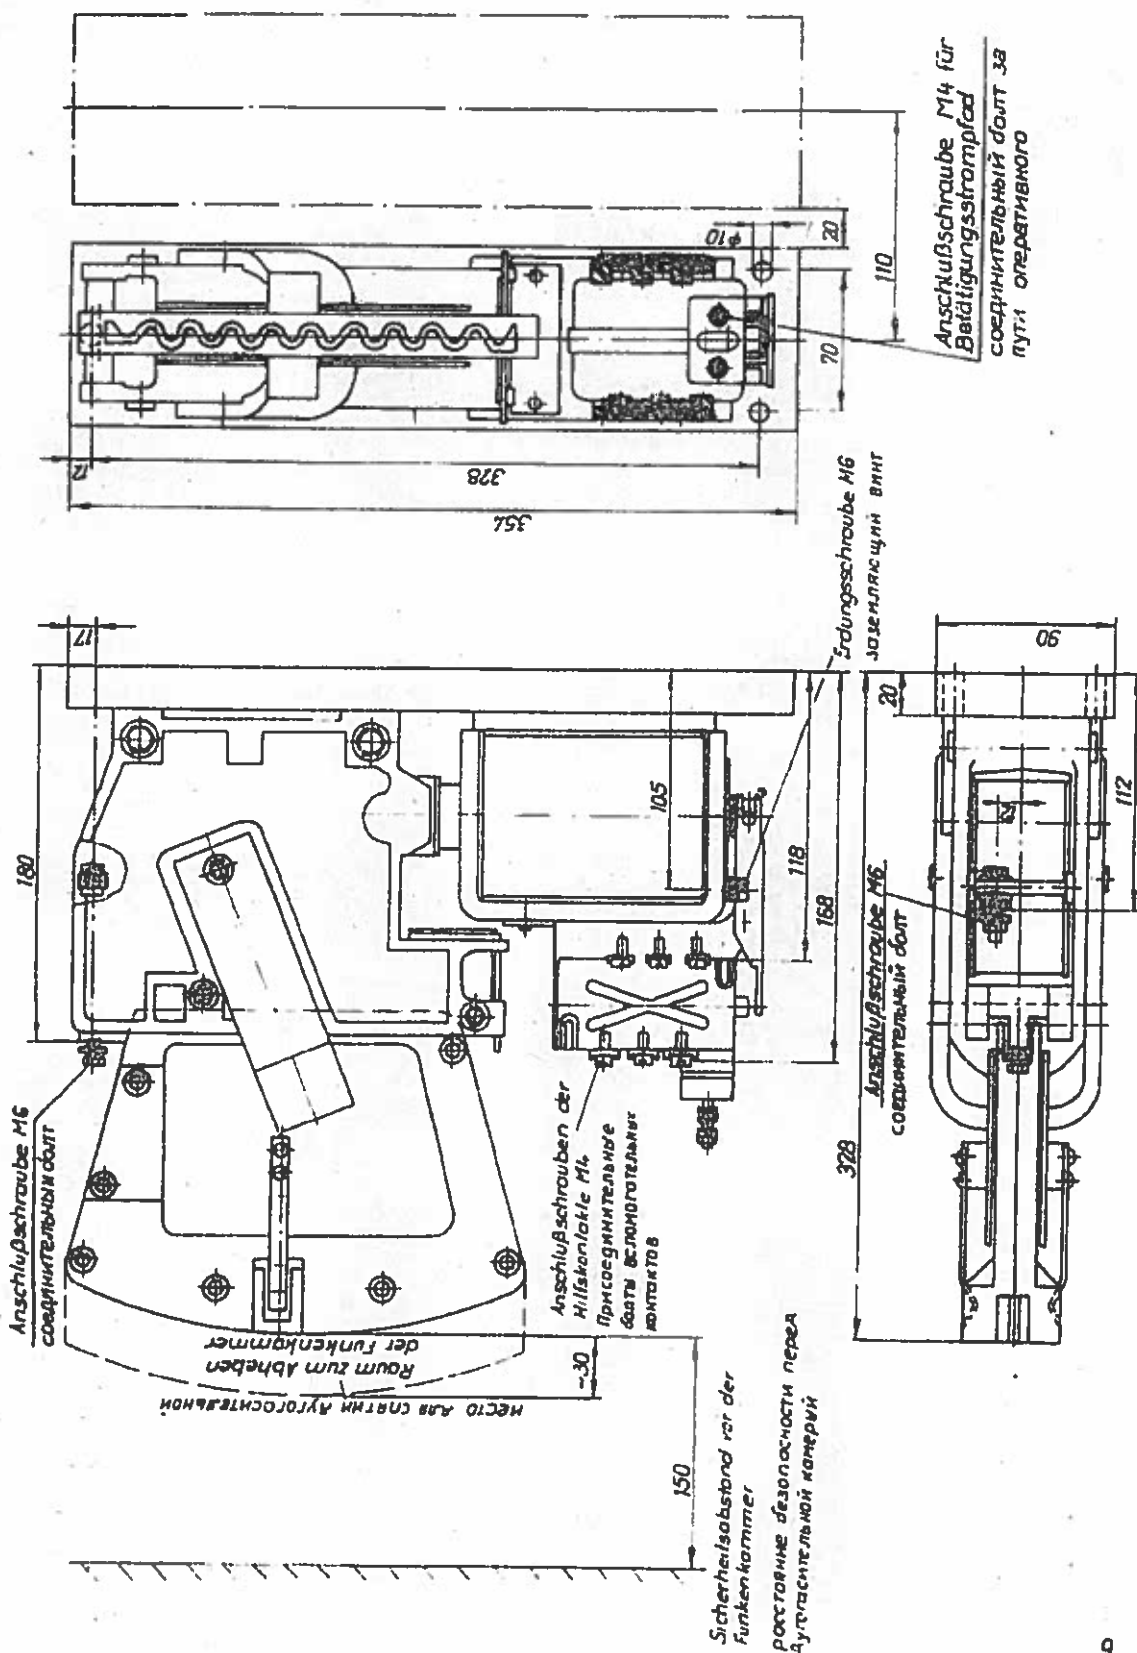 Anschlußschraube M4 für
Betätigungsstrompfad
соединительный болт за
пути оперативного
20
ϕ10
110
70
12
328
354
Erdungsschraube M6
заземляющий винт
17
180
105
118
168
Anschlußschraube M6
соединительный болт
Anschlußschrauben der
Hilfskontakte M4
Присоединительные
болты вспомогательных
контактов
Raum zum Abheben
der Funkenkammer
место для снятия дугогосительной
~30
150
Sicherheitsabstand vor der
Funkenkammer
расстояние безопасности перед
дугогасительной камерый
90
20
112
Anschlußschraube M6
соединительный болт
328